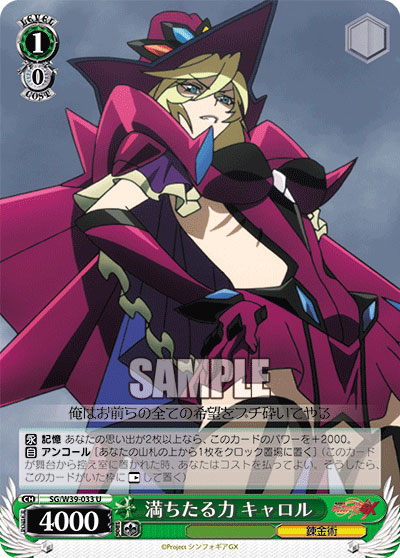 LEVEL
1
0
COST
SAMPLE
俺はお前らの全ての希望をブチ砕いてやる
永 記憶 あなたの思い出が2枚以上なら、このカードのパワーを+2000。
自 アンコール [あなたの山札の上から1枚をクロック置場に置く] (このカード
が舞台から控え室に置かれた時、あなたはコストを払ってよい。そうしたら、
このカードがいた枠に置く)
CH SG/W39-033 U
4000
満ちたる力 キャロル
錬金術
©Project シンフォギアGX